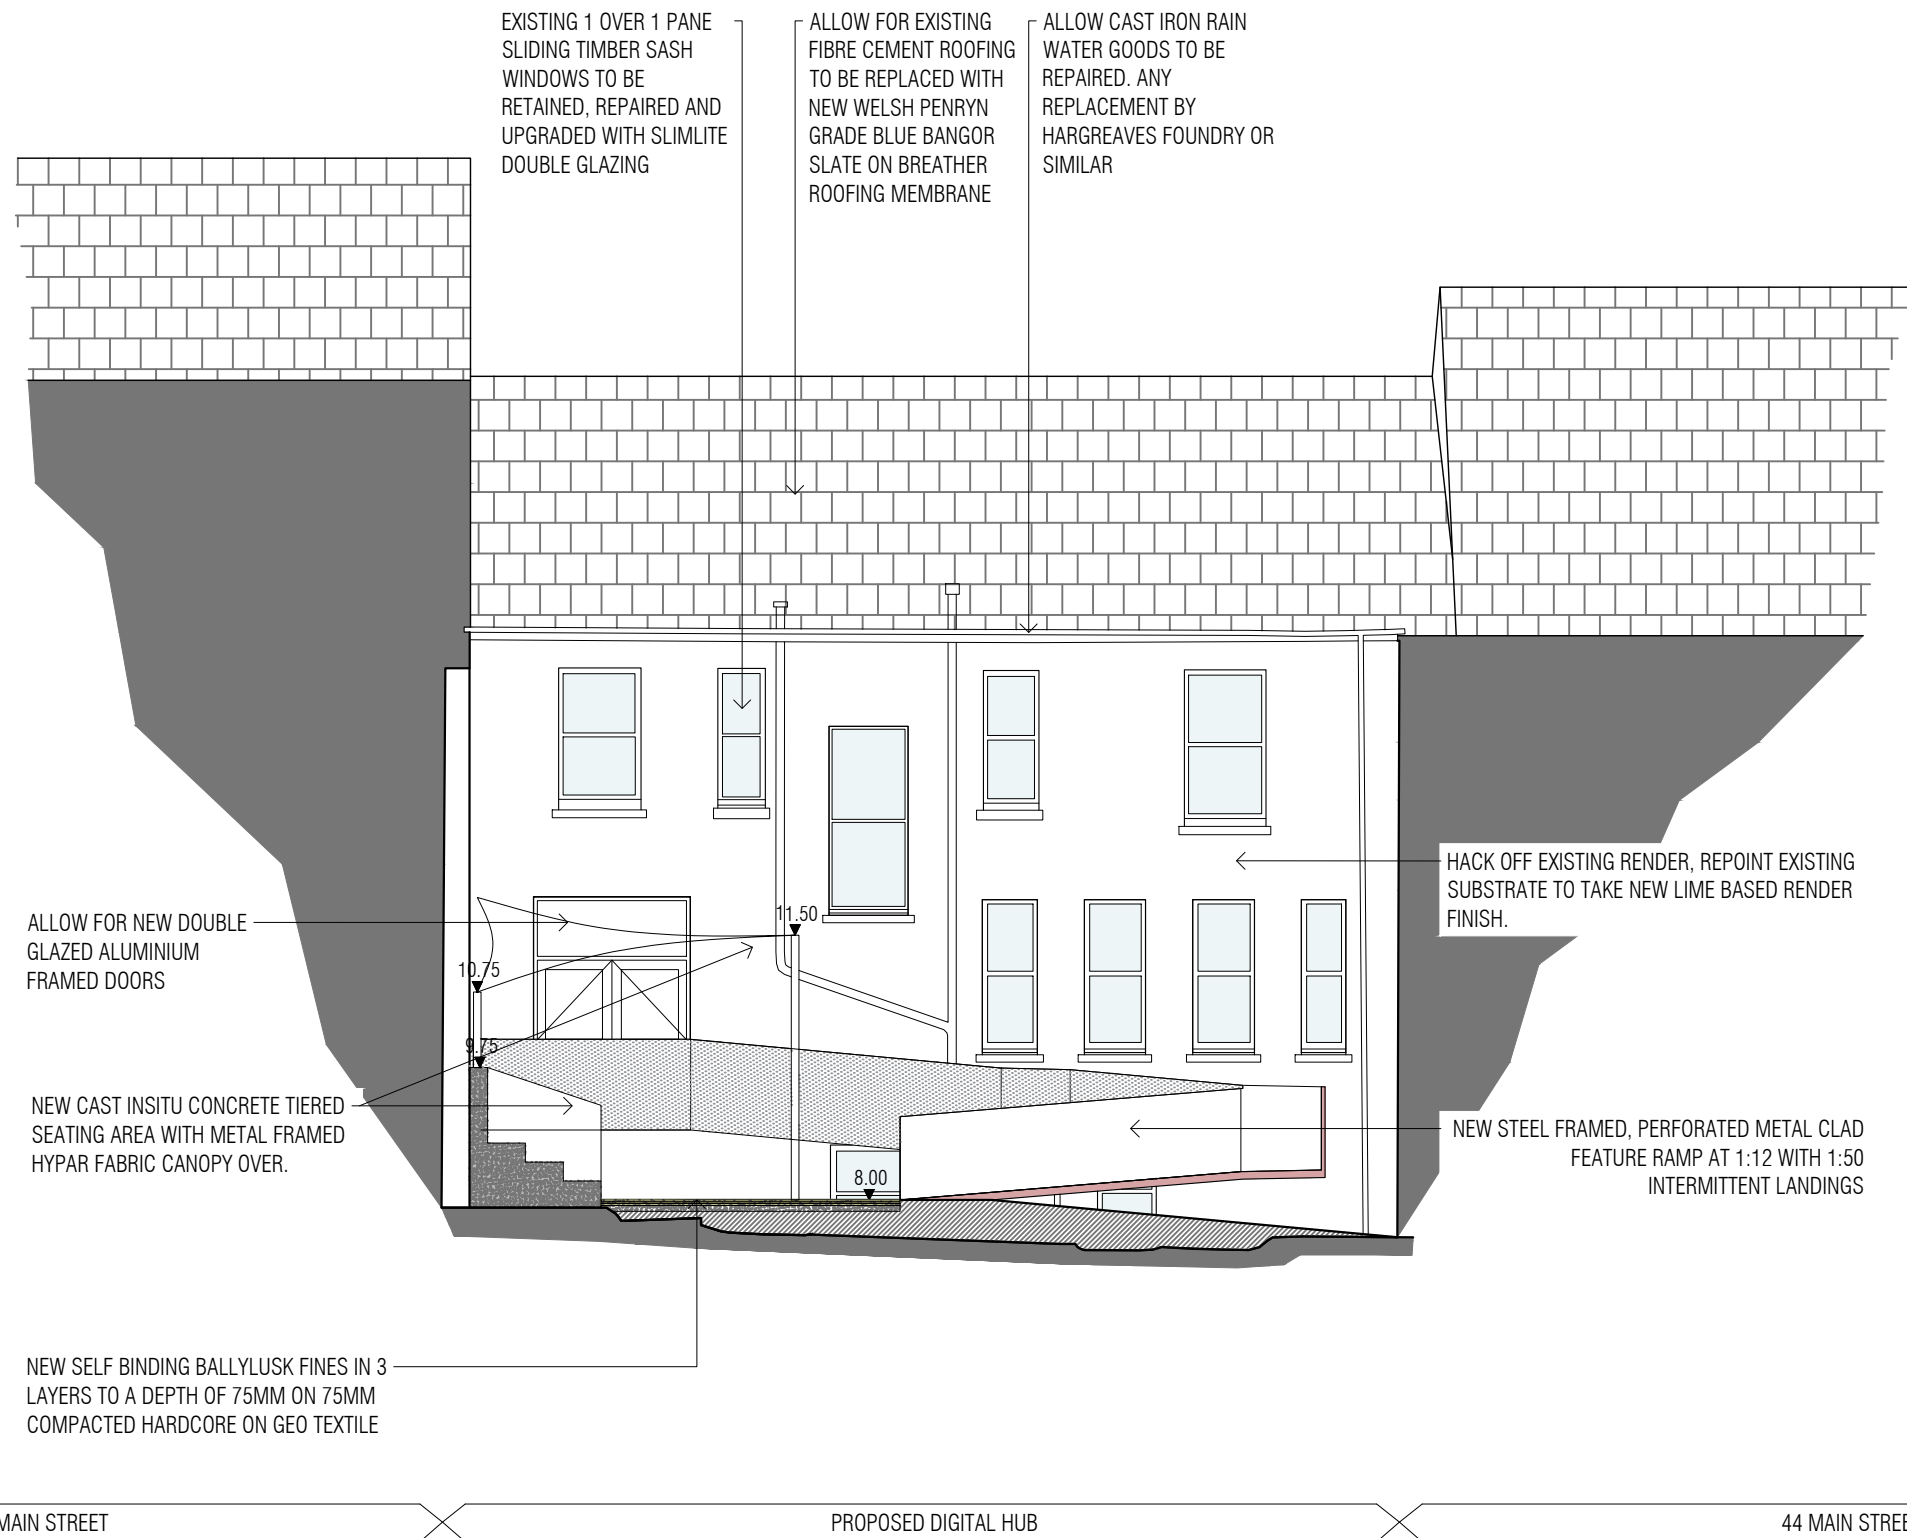 EXISTING 1 OVER 1 PANE
SLIDING TIMBER SASH
WINDOWS TO BE
RETAINED, REPAIRED AND
UPGRADED WITH SLIMLITE
DOUBLE GLAZING
ALLOW FOR EXISTING
FIBRE CEMENT ROOFING
TO BE REPLACED WITH
NEW WELSH PENRYN
GRADE BLUE BANGOR
SLATE ON BREATHER
ROOFING MEMBRANE
ALLOW CAST IRON RAIN
WATER GOODS TO BE
REPAIRED. ANY
REPLACEMENT BY
HARGREAVES FOUNDRY OR
SIMILAR
HACK OFF EXISTING RENDER, REPOINT EXISTING
SUBSTRATE TO TAKE NEW LIME BASED RENDER
FINISH.
ALLOW FOR NEW DOUBLE
GLAZED ALUMINIUM
FRAMED DOORS
11.50
10.75
9.75
NEW CAST INSITU CONCRETE TIERED
SEATING AREA WITH METAL FRAMED
HYPAR FABRIC CANOPY OVER.
8.00
NEW STEEL FRAMED, PERFORATED METAL CLAD
FEATURE RAMP AT 1:12 WITH 1:50
INTERMITTENT LANDINGS
NEW SELF BINDING BALLYLUSK FINES IN 3
LAYERS TO A DEPTH OF 75MM ON 75MM
COMPACTED HARDCORE ON GEO TEXTILE
MAIN STREET
PROPOSED DIGITAL HUB
44 MAIN STREE